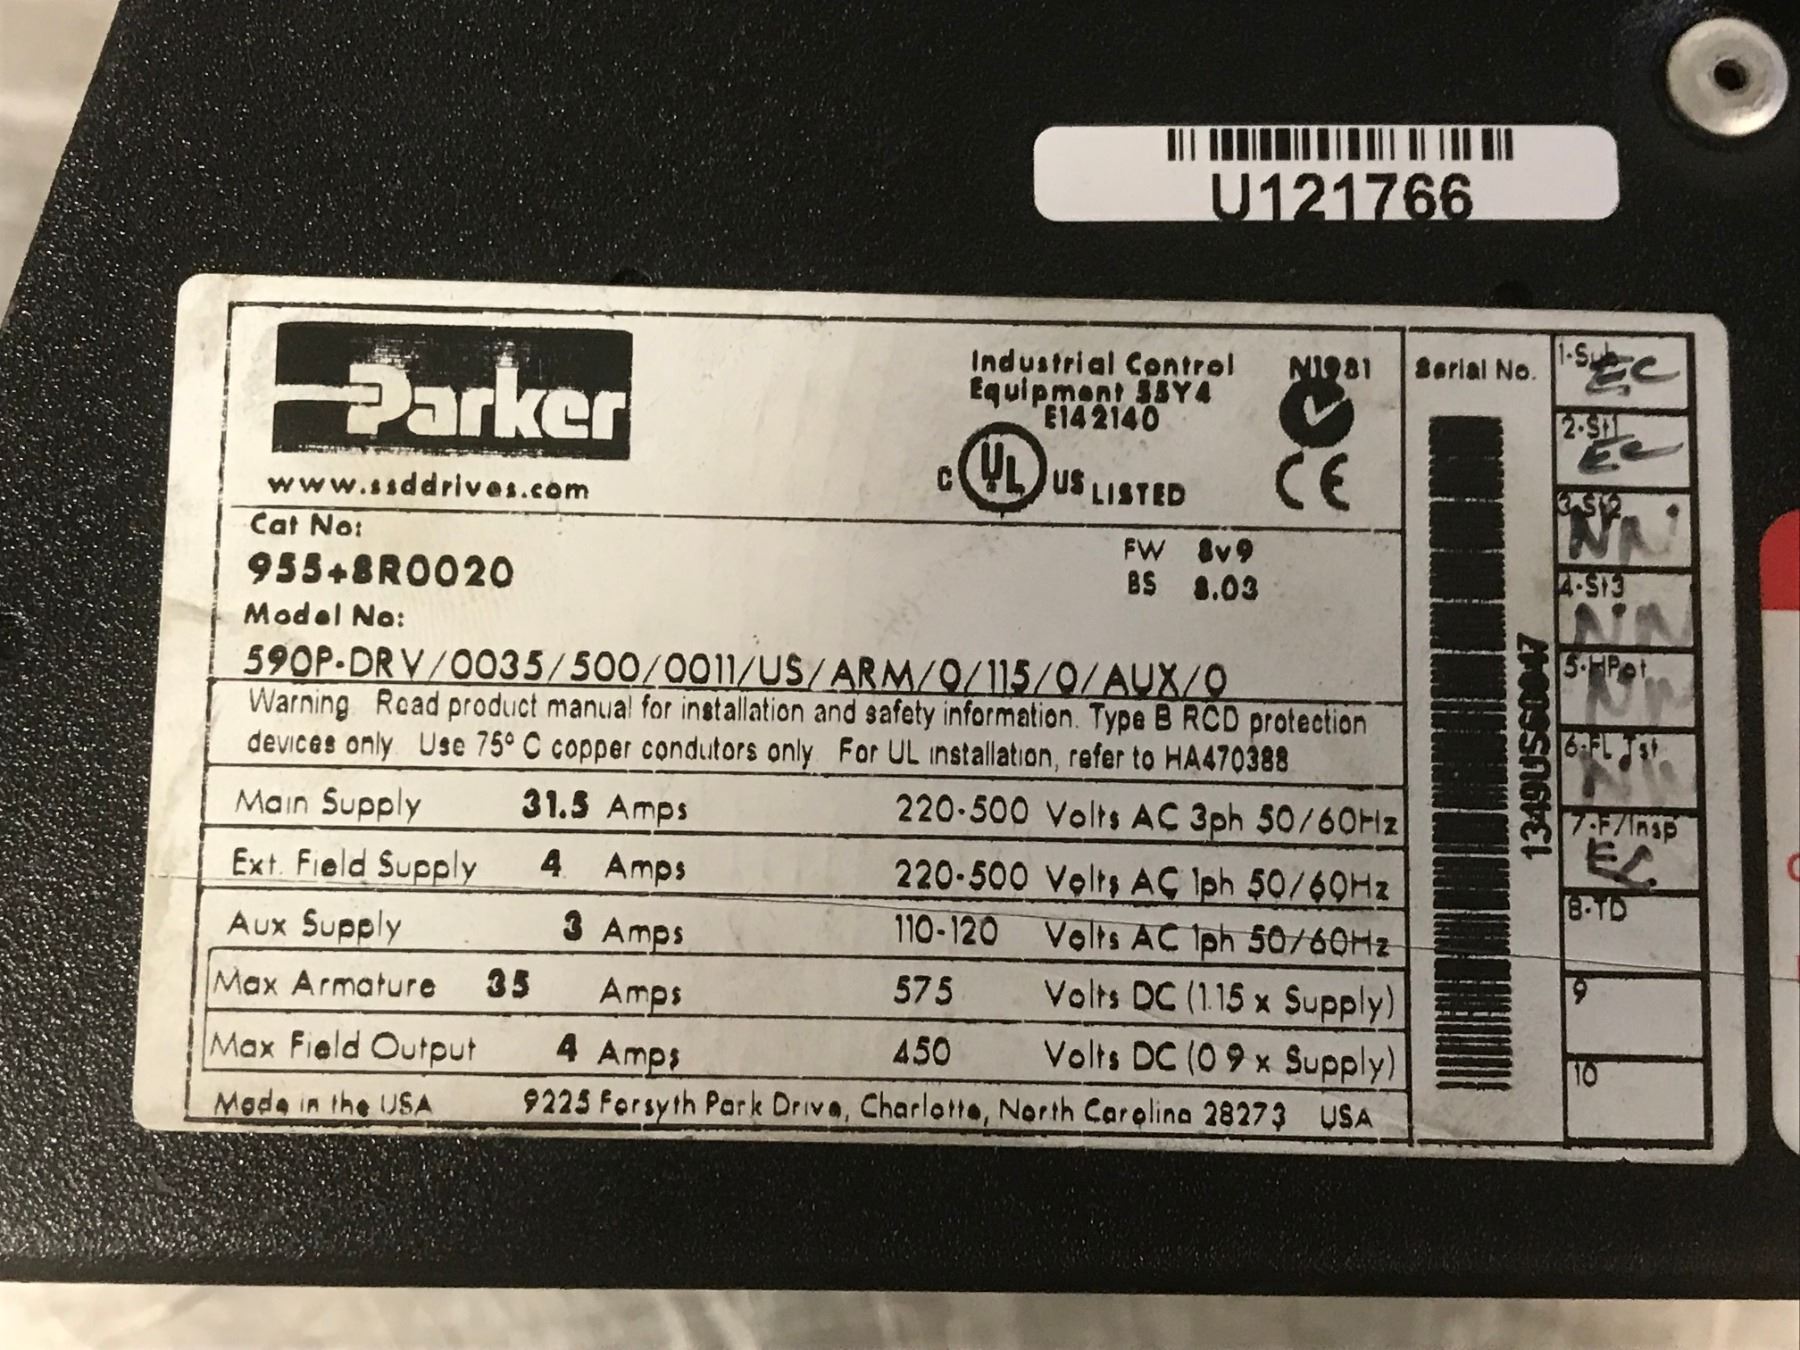 U121766
Parker
www.ssddrives.com
Industrial Control
Equipment 55Y4
E142140
C UL US LISTED
N1981
CE
Cat No:
955+8R0020
FW 8v9
BS 8.03
Model No:
590P-DRV/0035/500/0011/US/ARM/0/115/0/AUX/0
Warning Read product manual for installation and safety information. Type B RCD protection
devices only Use 75° C copper condutors only For UL installation, refer to HA470388
Main Supply 31.5 Amps 220-500 Volts AC 3ph 50/60Hz
Ext. Field Supply 4 Amps 220-500 Volts AC 1ph 50/60Hz
Aux Supply 3 Amps 110-120 Volts AC 1ph 50/60Hz
Max Armature 35 Amps 575 Volts DC (1.15 x Supply)
Max Field Output 4 Amps 450 Volts DC (0 9 x Supply)
Made in the USA 9225 Forsyth Park Drive, Charlotte, North Carolina 28273 USA
Serial No.
1-Sub EC
2-St1 EC
3-St2
4-St3
5-HPot
6-FL Tst
7-F/Insp EC
8-TD
9
10